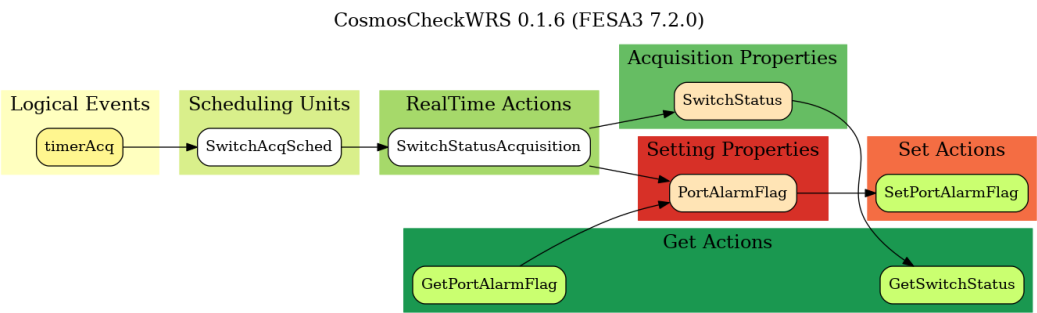 CosmosCheckWRS 0.1.6 (FESA3 7.2.0)
Logical Events
timerAcq
Scheduling Units
SwitchAcqSched
RealTime Actions
SwitchStatusAcquisition
Acquisition Properties
SwitchStatus
Setting Properties
PortAlarmFlag
Set Actions
SetPortAlarmFlag
Get Actions
GetPortAlarmFlag
GetSwitchStatus